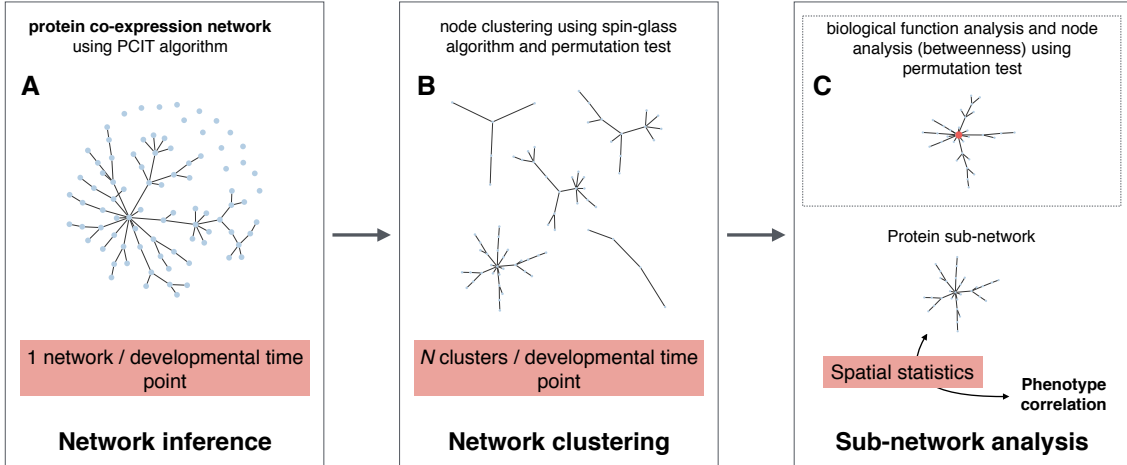 protein co-expression network
using PCIT algorithm
A
1 network / developmental time
point
Network inference
node clustering using spin-glass
algorithm and permutation test
B
N clusters / developmental time
point
Network clustering
biological function analysis and node
analysis (betweenness) using
permutation test
C
Protein sub-network
Spatial statistics
Phenotype
correlation
Sub-network analysis